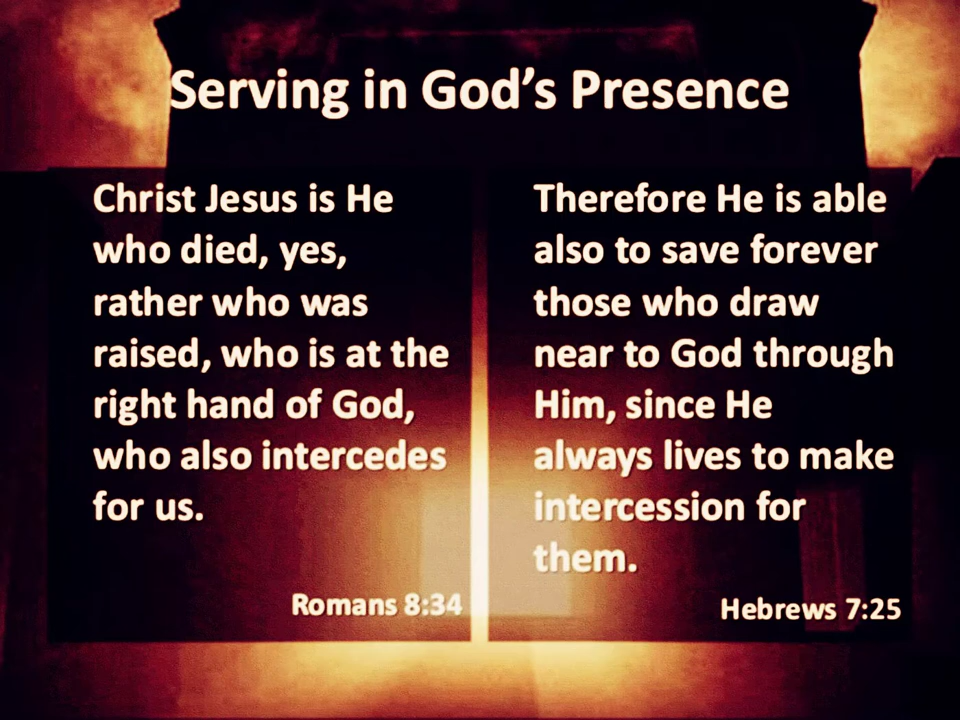 Serving in God’s Presence
Christ Jesus is He
who died, yes,
rather who was
raised, who is at the
right hand of God,
who also intercedes
for us.
Romans 8:34
Therefore He is able
also to save forever
those who draw
near to God through
Him, since He
always lives to make
intercession for
them.
Hebrews 7:25